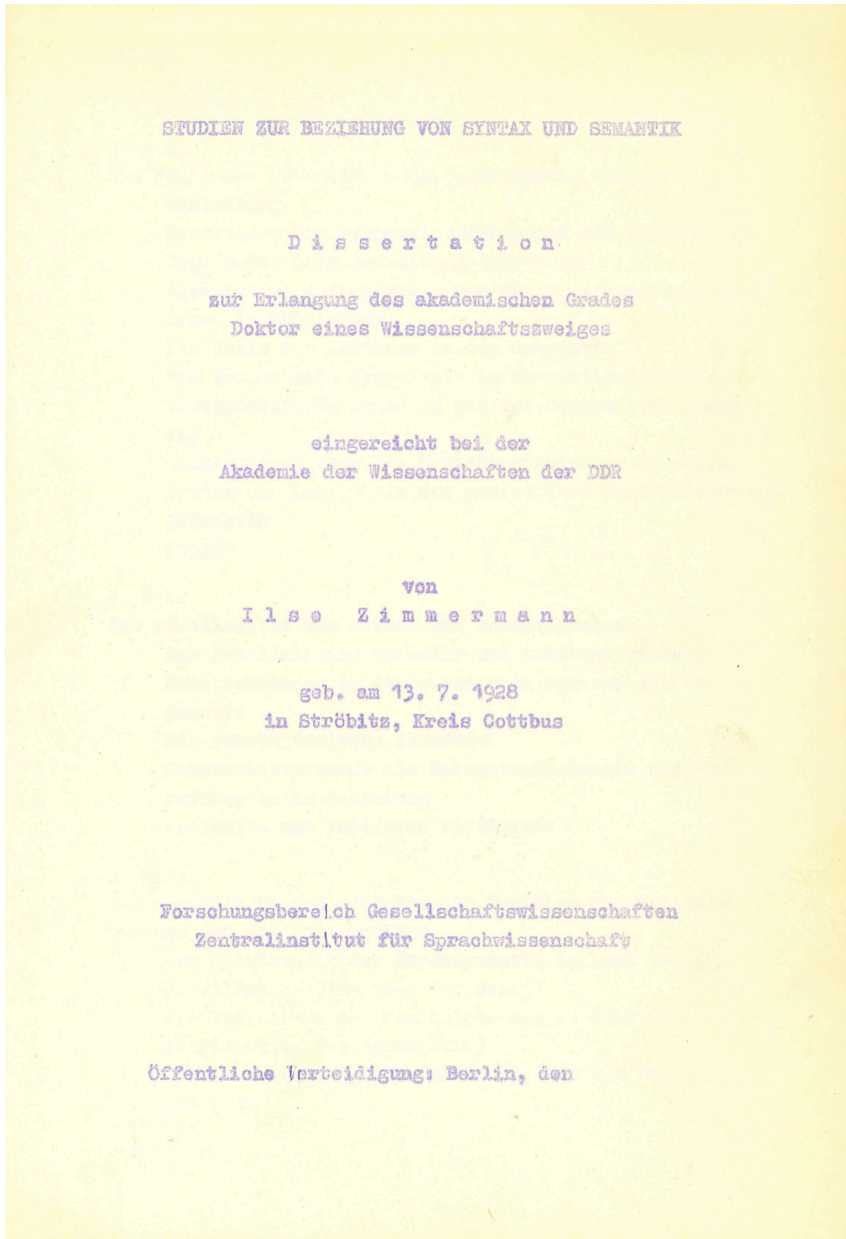 STUDIEN ZUR BEZIEHUNG VON SYNTAX UND SEMANTIK
Dissertation
zur Erlangung des akademischen Grades
Doktor eines Wissenschaftszweiges
eingereicht bei der
Akademie der Wissenschaften der DDR
von
Ilse Zimmermann
geb. am 13. 7. 1928
in Ströbitz, Kreis Cottbus
Forschungsbereich Gesellschaftswissenschaften
Zentralinstitut für Sprachwissenschaft
Öffentliche Verteidigung: Berlin, den